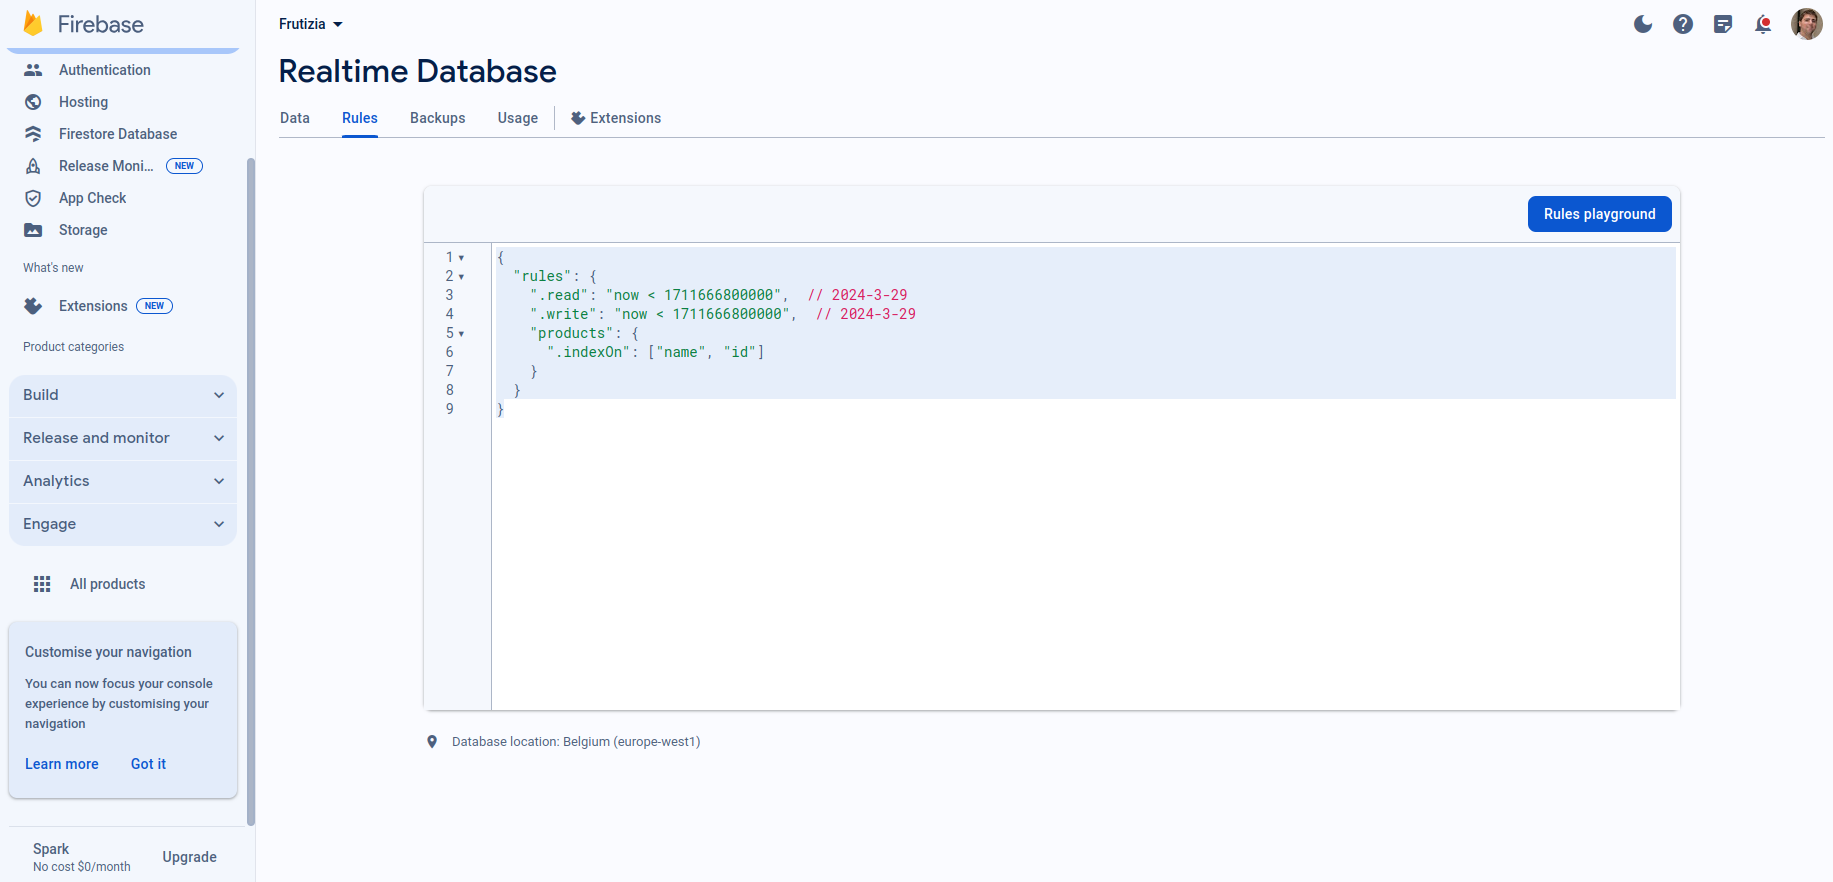 Firebase
Authentication
Hosting
Firestore Database
Release Moni... NEW
App Check
Storage
What's new
Extensions NEW
Product categories
Build
Release and monitor
Analytics
Engage
All products
Customise your navigation
You can now focus your console
experience by customising your
navigation
Learn more Got it
Spark
No cost $0/month
Upgrade
Frutizia
Realtime Database
Data Rules Backups Usage Extensions
Rules playground
1 {
2 "rules": {
3 ".read": "now < 1711666800000", // 2024-3-29
4 ".write": "now < 1711666800000", // 2024-3-29
5 "products": {
6 ".indexOn": ["name", "id"]
7 }
8 }
9 }
Database location: Belgium (europe-west1)